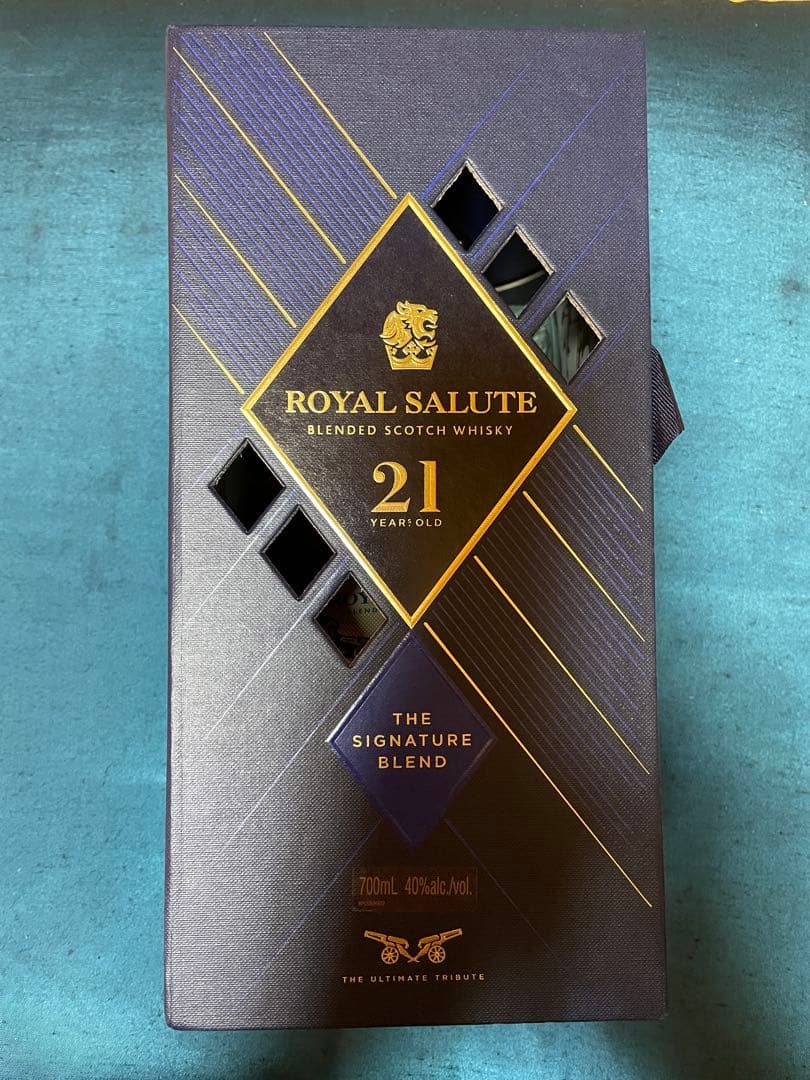 ROYAL SALUTE
BLENDED SCOTCH WHISKY
21
YEARS OLD
THE
SIGNATURE
BLEND
700mL 40%alc./vol.
THE ULTIMATE TRIBUTE